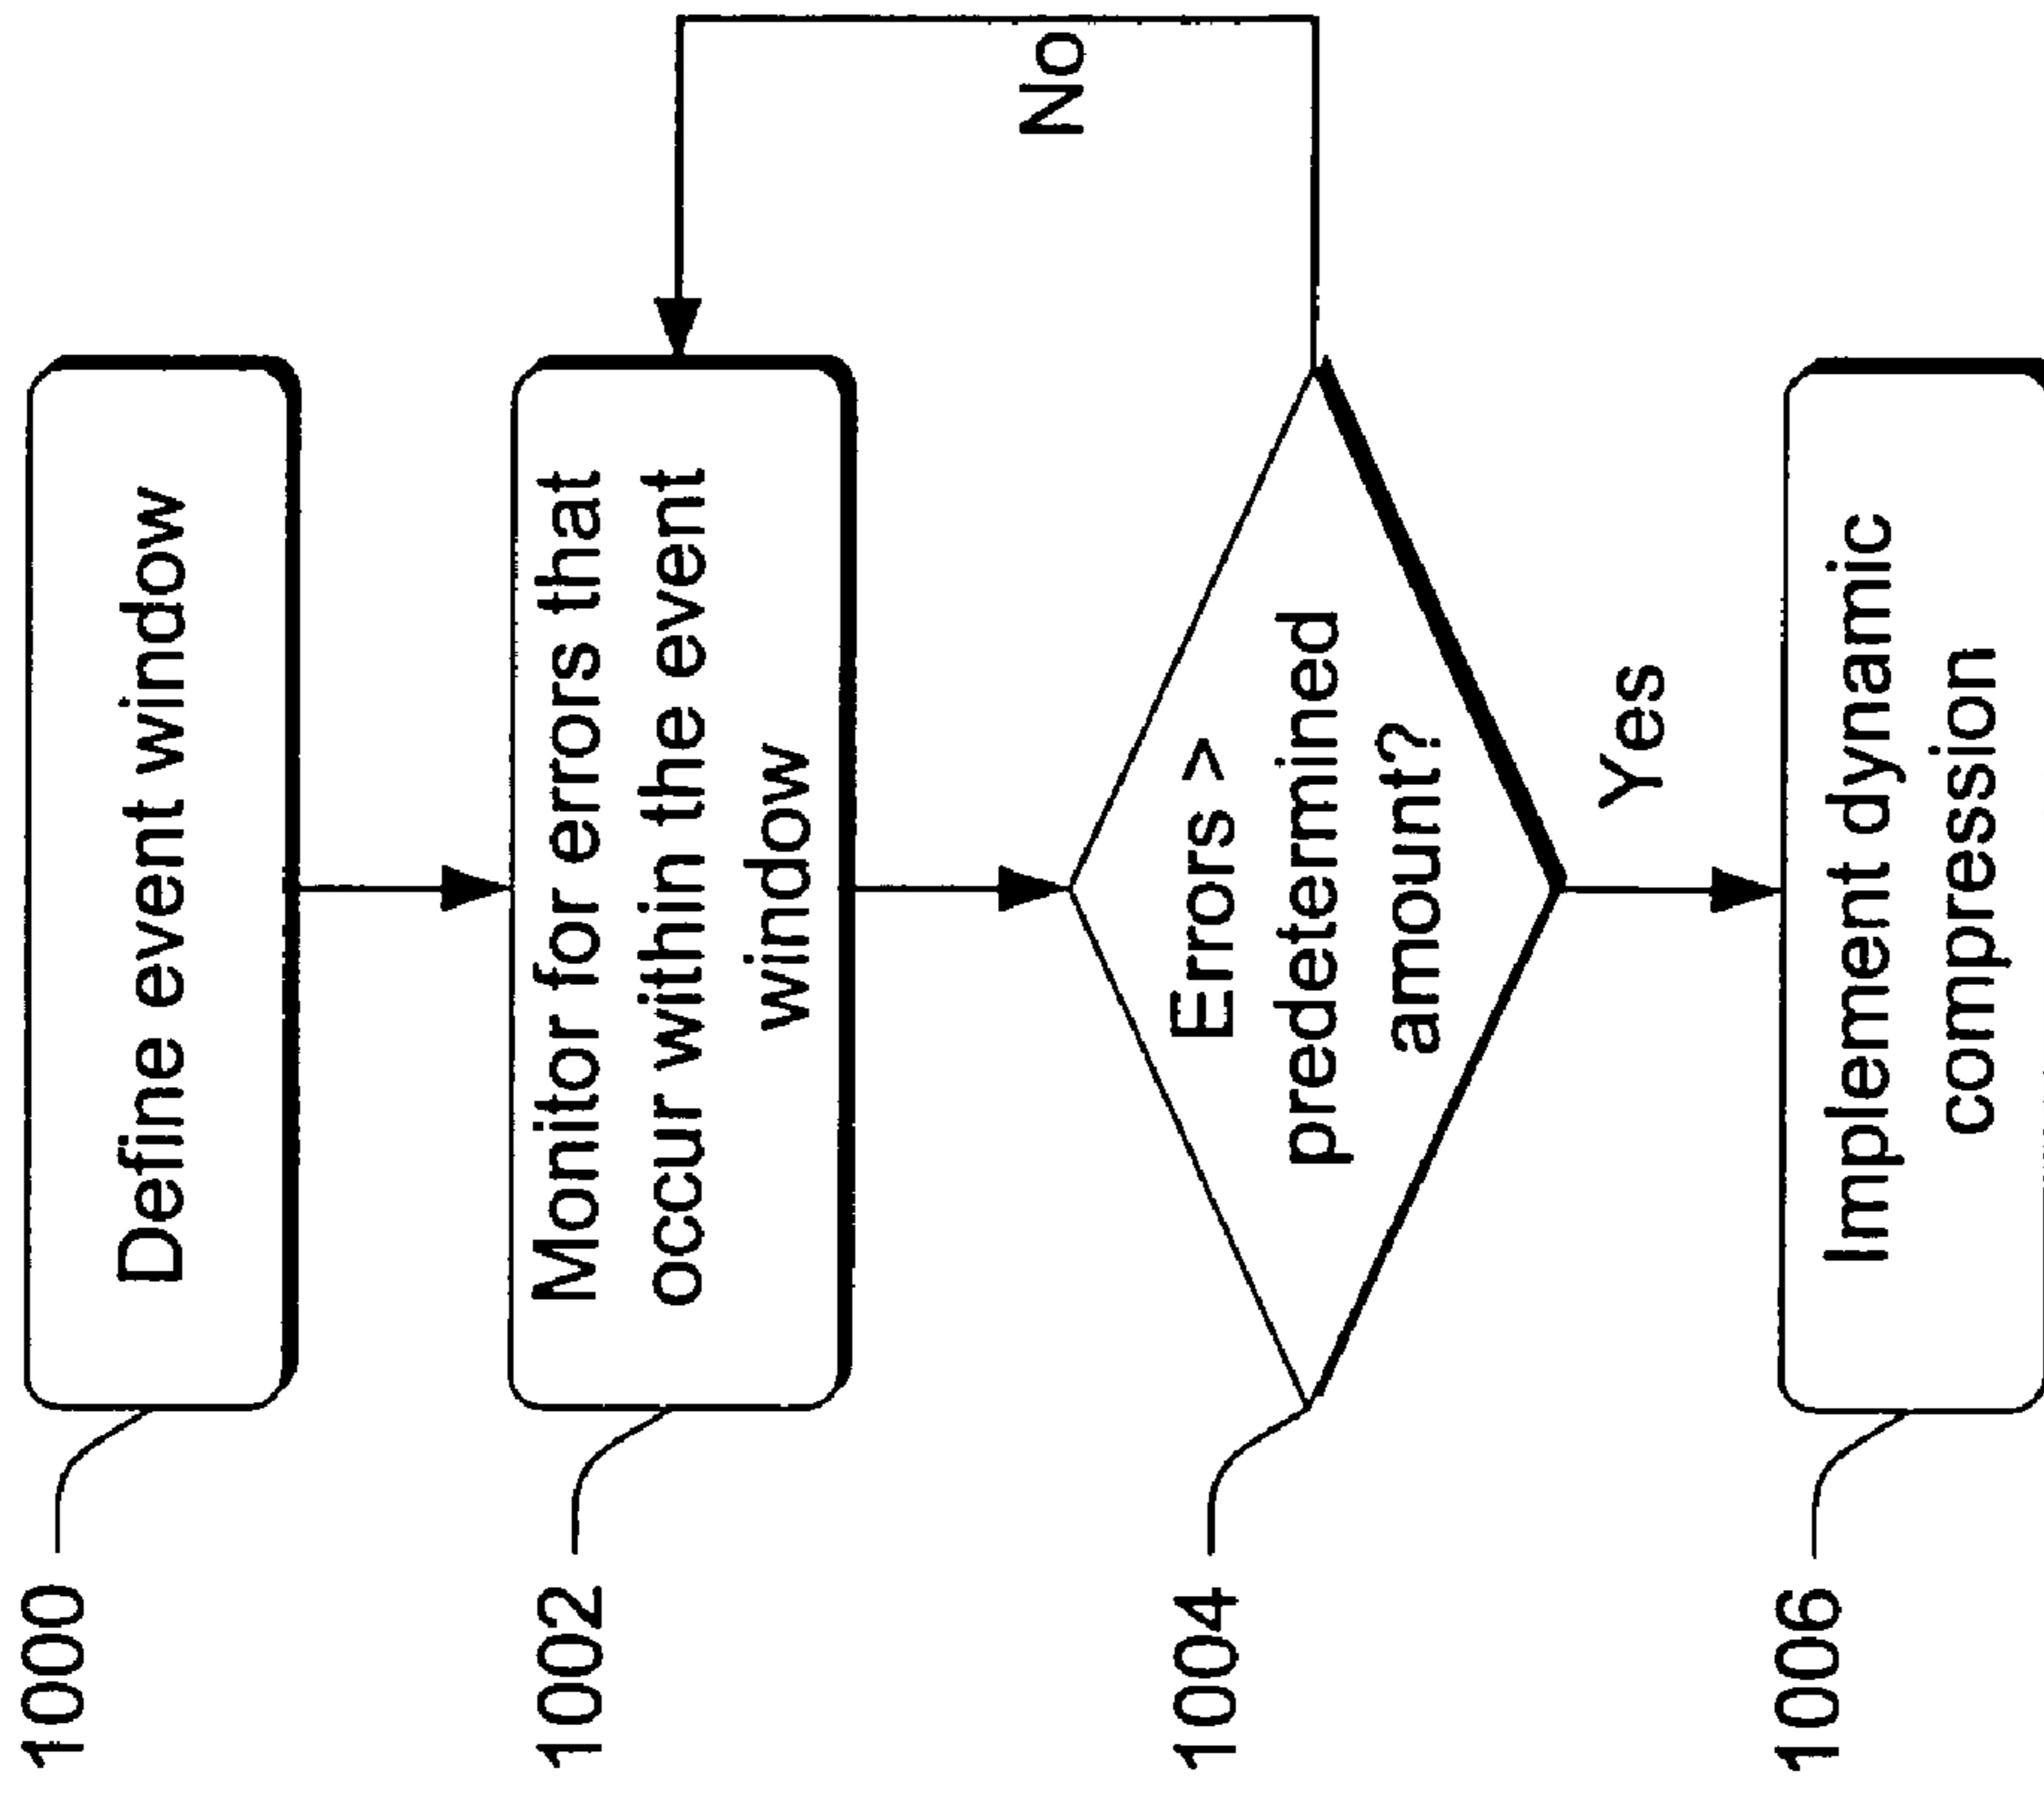 1000
Define event window
1002
Monitor for errors that
occur within the event
window
1004
Errors >
predetermined
amount?
No
Yes
1006
Implement dynamic
compression